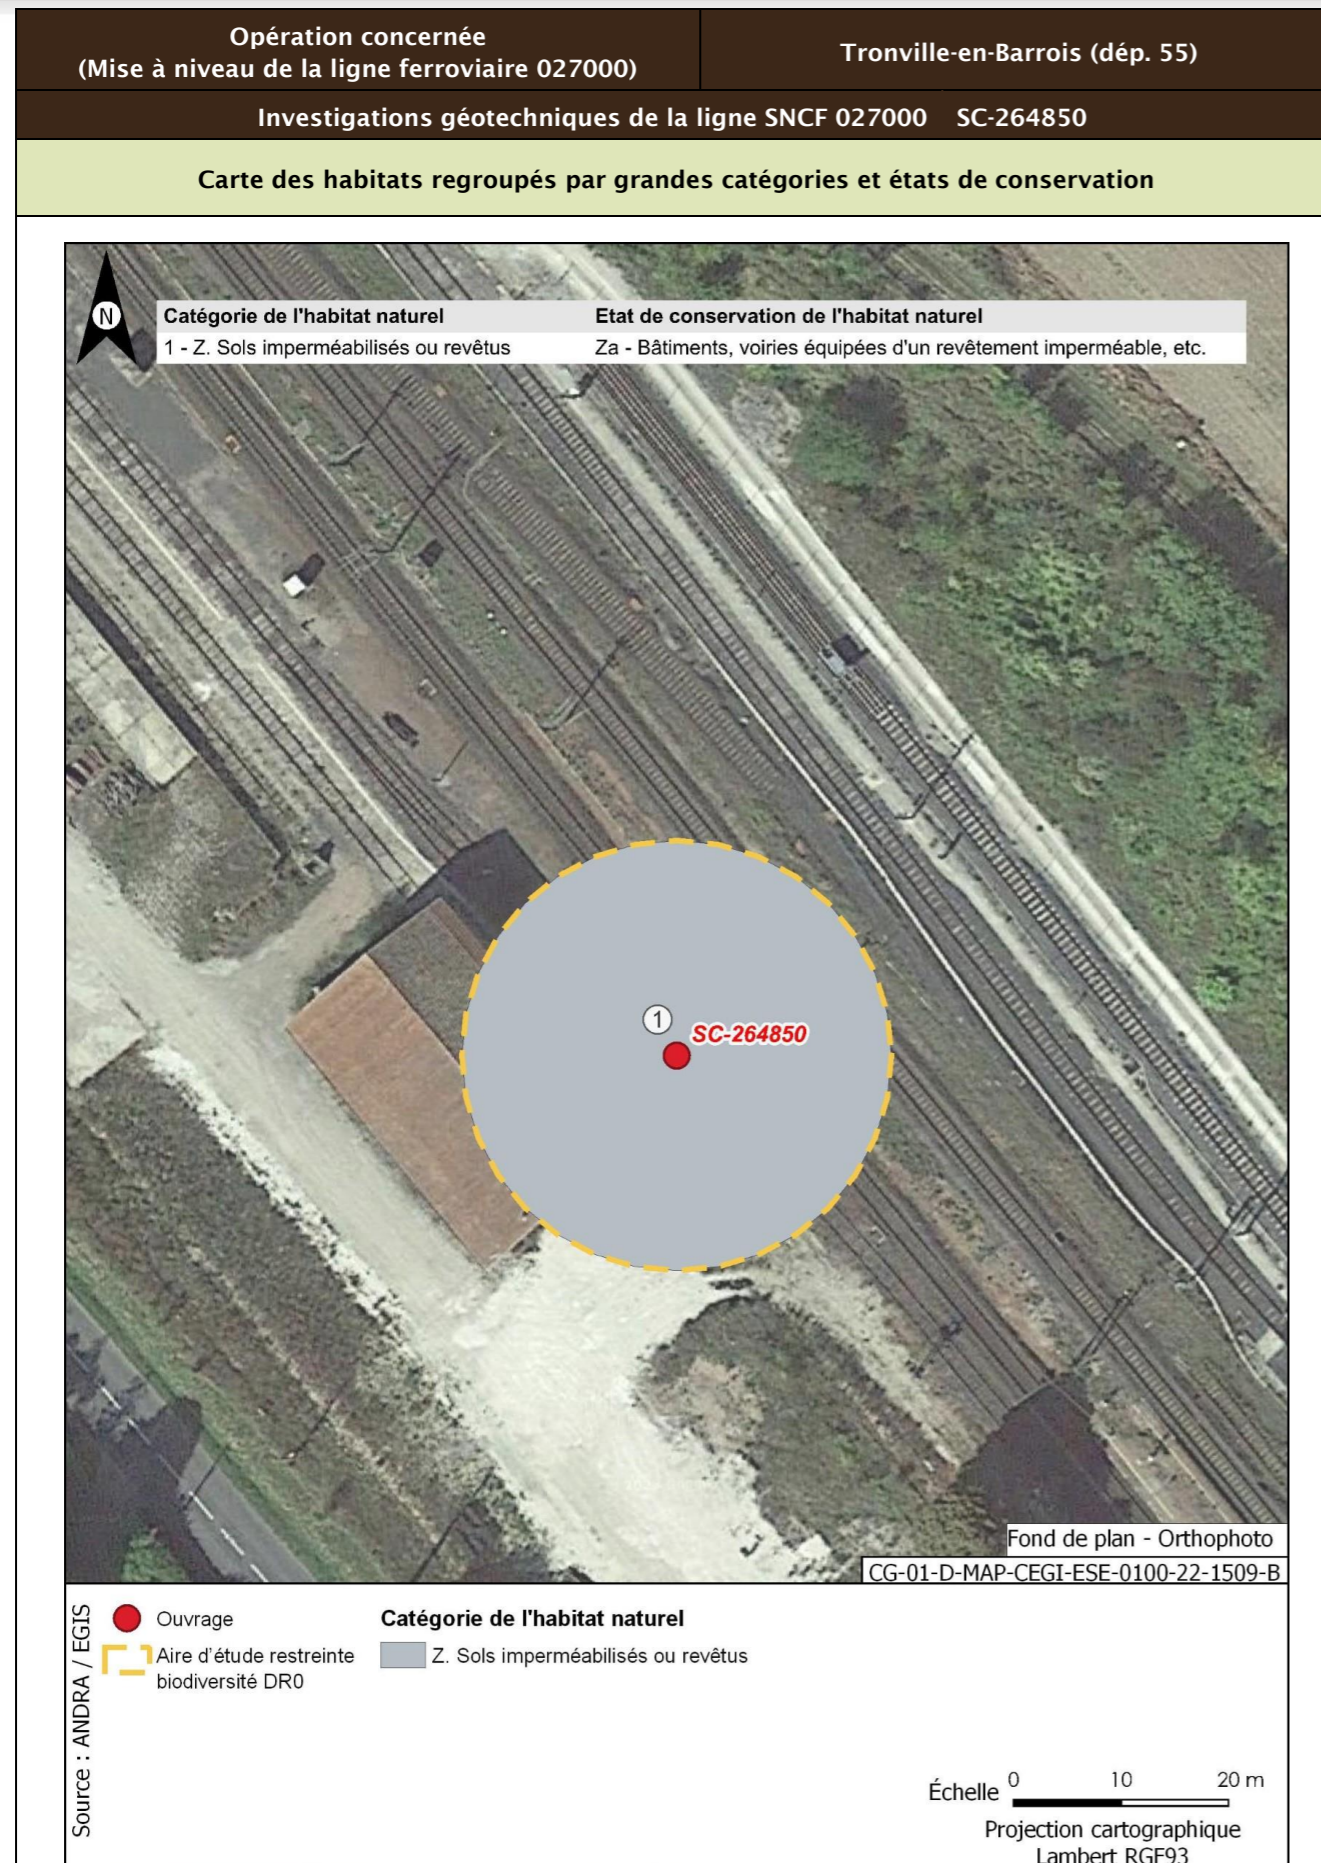 Opération concernée
(Mise à niveau de la ligne ferroviaire 027000)
Tronville-en-Barrois (dép. 55)
Investigations géotechniques de la ligne SNCF 027000 SC-264850
Carte des habitats regroupés par grandes catégories et états de conservation
N
Catégorie de l'habitat naturel Etat de conservation de l'habitat naturel
1 - Z. Sols imperméabilisés ou revêtus Za - Bâtiments, voiries équipées d'un revêtement imperméable, etc.
1
SC-264850
Fond de plan - Orthophoto
CG-01-D-MAP-CEGI-ESE-0100-22-1509-B
Source : ANDRA / EGIS
Ouvrage
Aire d'étude restreinte
biodiversité DR0
Catégorie de l'habitat naturel
Z. Sols imperméabilisés ou revêtus
Échelle 0 10 20 m
Projection cartographique
Lambert RGF93